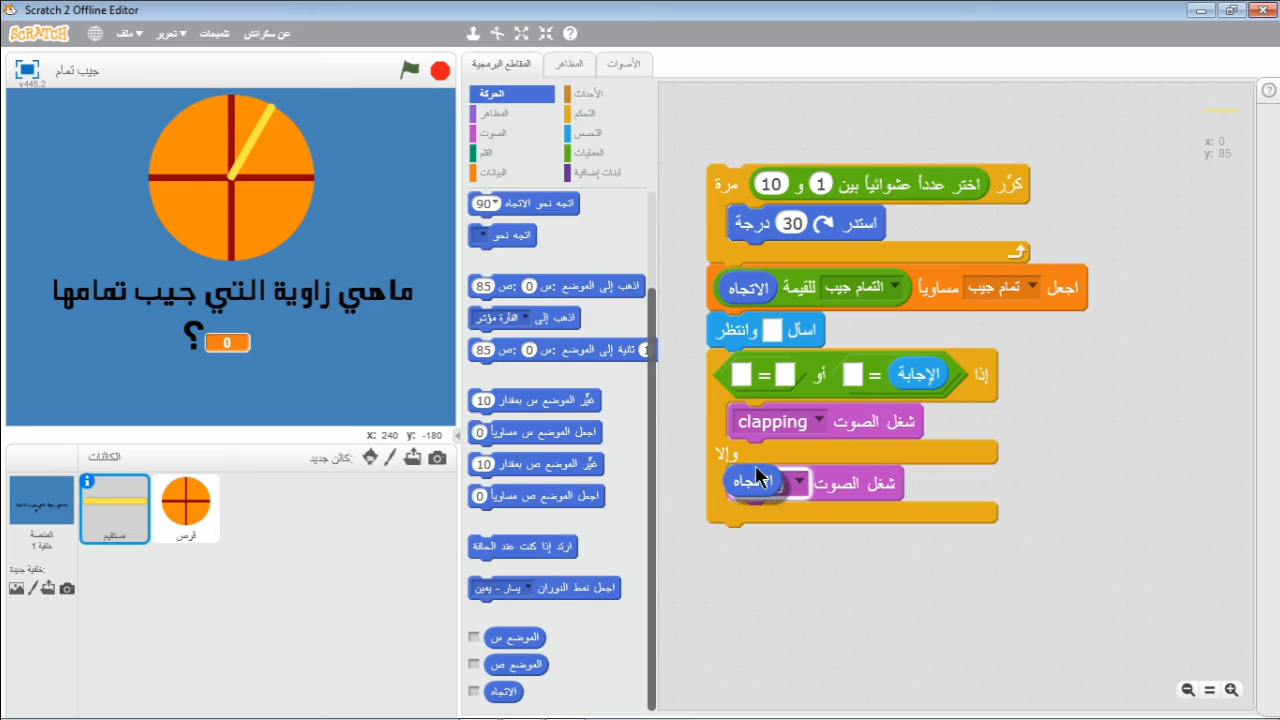 Scratch 2 Offline Editor
SCRATCH
ملف
تحرير
تلميحات
عن سكراتش
v445.2
جيب تمام
ماهي زاوية التي جيب تمامها
0 ؟
x: 240 y: -180
الكائنات
كائن جديد:
المنصة
خلفية 1
خلفية جديدة:
مستقيم
قرص
المقاطع البرمجية
المظاهر
الأصوات
الحركة
المظاهر
الصوت
القلم
البيانات
الأحداث
التحكم
التحسس
العمليات
لبنات إضافية
اتجه نحو الاتجاه 90
اتجه نحو
اذهب إلى الموضع س: 0 ص: 85
اذهب إلى مؤشر الفأرة
1 ثانية إلى الموضع س: 0 ص: 85
غيِّر الموضع س بمقدار 10
اجعل الموضع س مساوياً 0
غيِّر الموضع ص بمقدار 10
اجعل الموضع ص مساوياً 0
ارتد إذا كنت عند الحافة
اجعل نمط الدوران يسار - يمين
الموضع س
الموضع ص
الاتجاه
كرِّر اختر عدداً عشوائياً بين 1 و 10 مرة
استدر 30 درجة
اجعل تمام جيب مساوياً التمام جيب للقيمة الاتجاه
اسأل وانتظر
إذا الإجابة = أو =
شغل الصوت clapping
وإلا
شغل الصوت
x: 0
y: 85